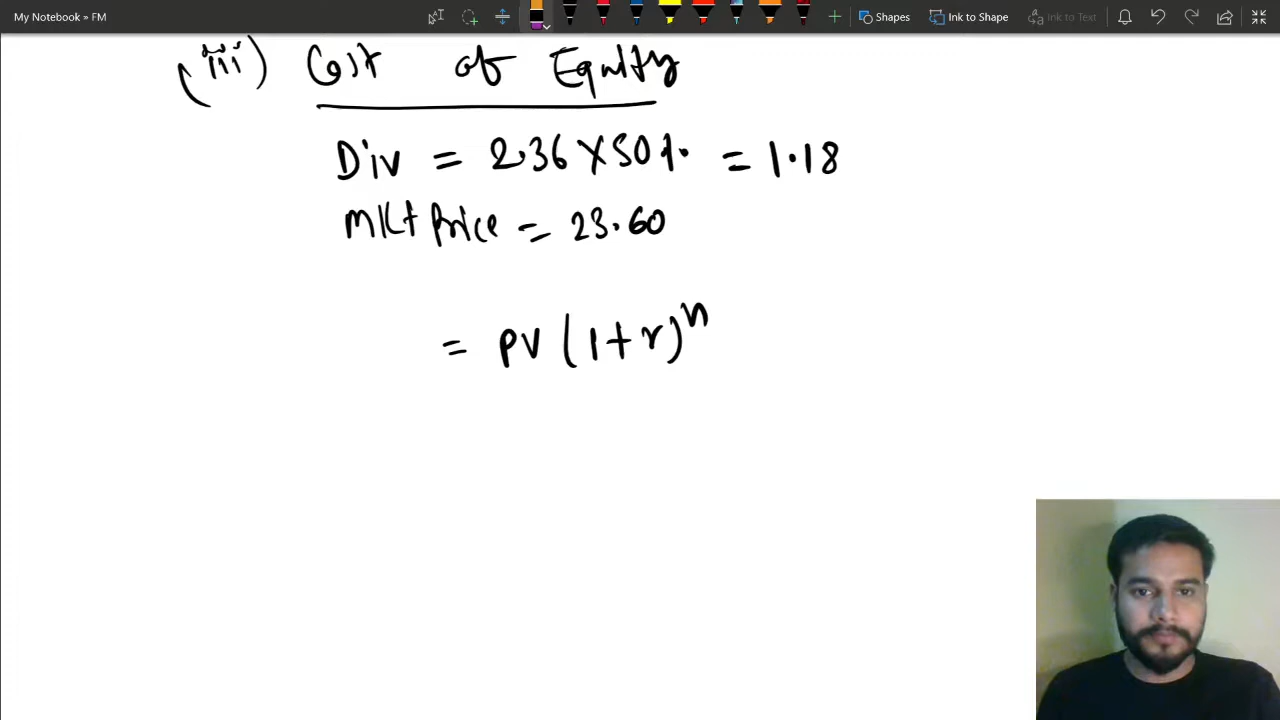 My Notebook » FM
Shapes
Ink to Shape
Ink to Text
(iii) Cost of Equity
Div = 2.36 X 50% = 1.18
Mkt Price = 23.60
= PV (1+r)^n